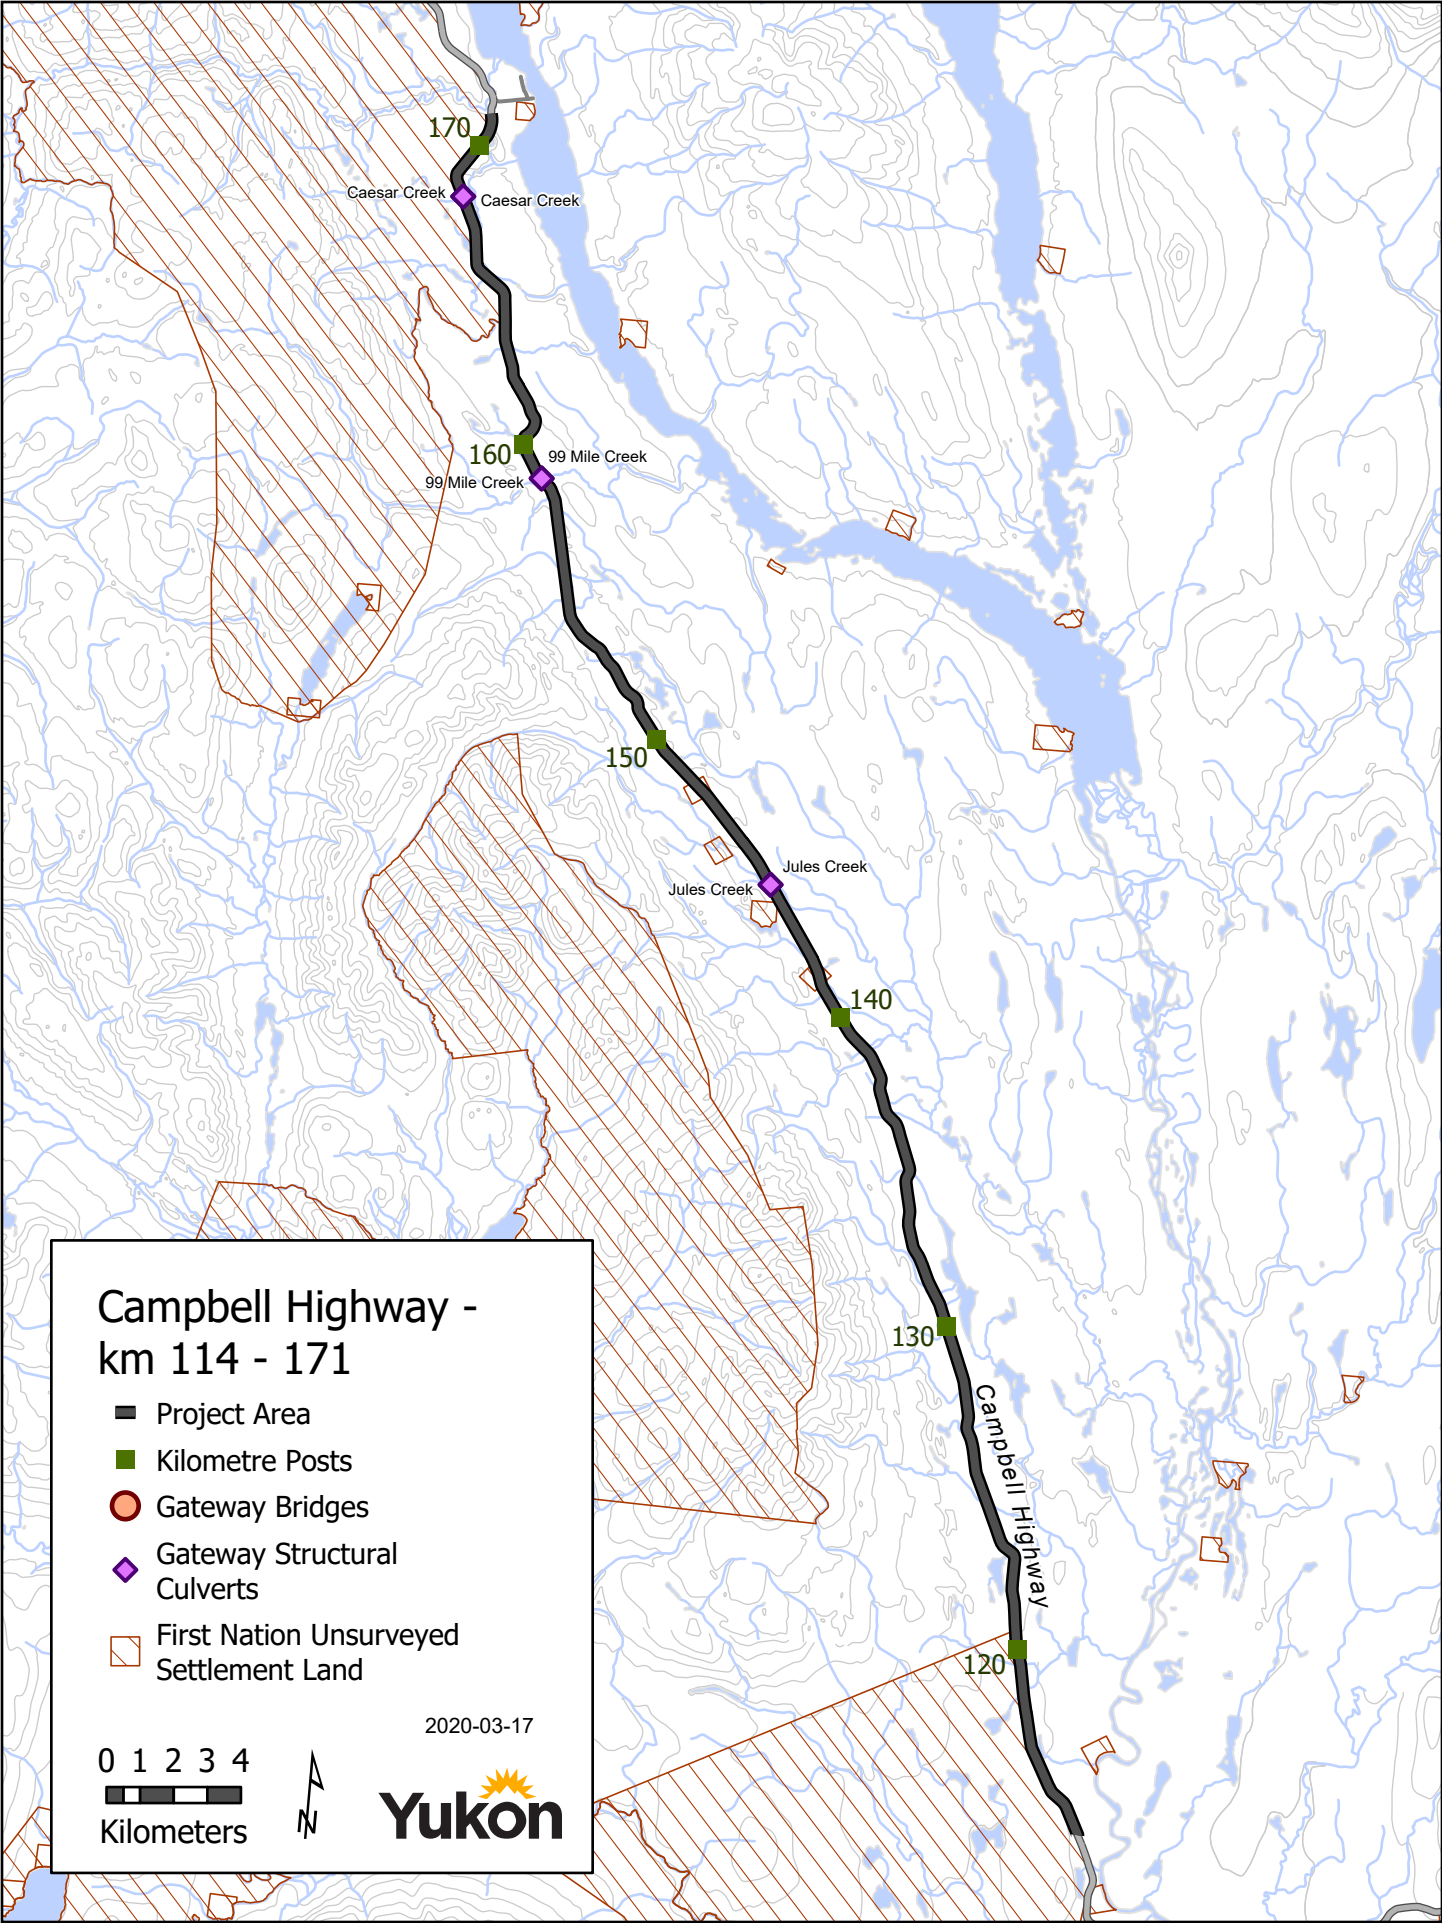 170
Caesar Creek
Caesar Creek
160
99 Mile Creek
99 Mile Creek
150
Jules Creek
Jules Creek
140
130
Campbell Highway
120
Campbell Highway -
km 114 - 171
Project Area
Kilometre Posts
Gateway Bridges
Gateway Structural
Culverts
First Nation Unsurveyed
Settlement Land
2020-03-17
0 1 2 3 4
Kilometers
N
Yukon